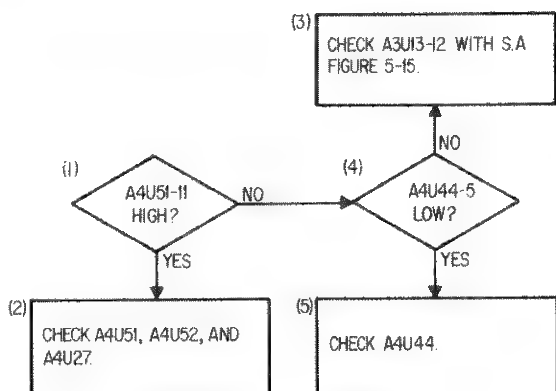 (3)
CHECK A3U13-12 WITH S.A
FIGURE 5-15.
NO
(1)
A4U51-11
HIGH?
NO
(4)
A4U44-5
LOW?
YES
YES
(2)
CHECK A4U51, A4U52, AND
A4U27.
(5)
CHECK A4U44.